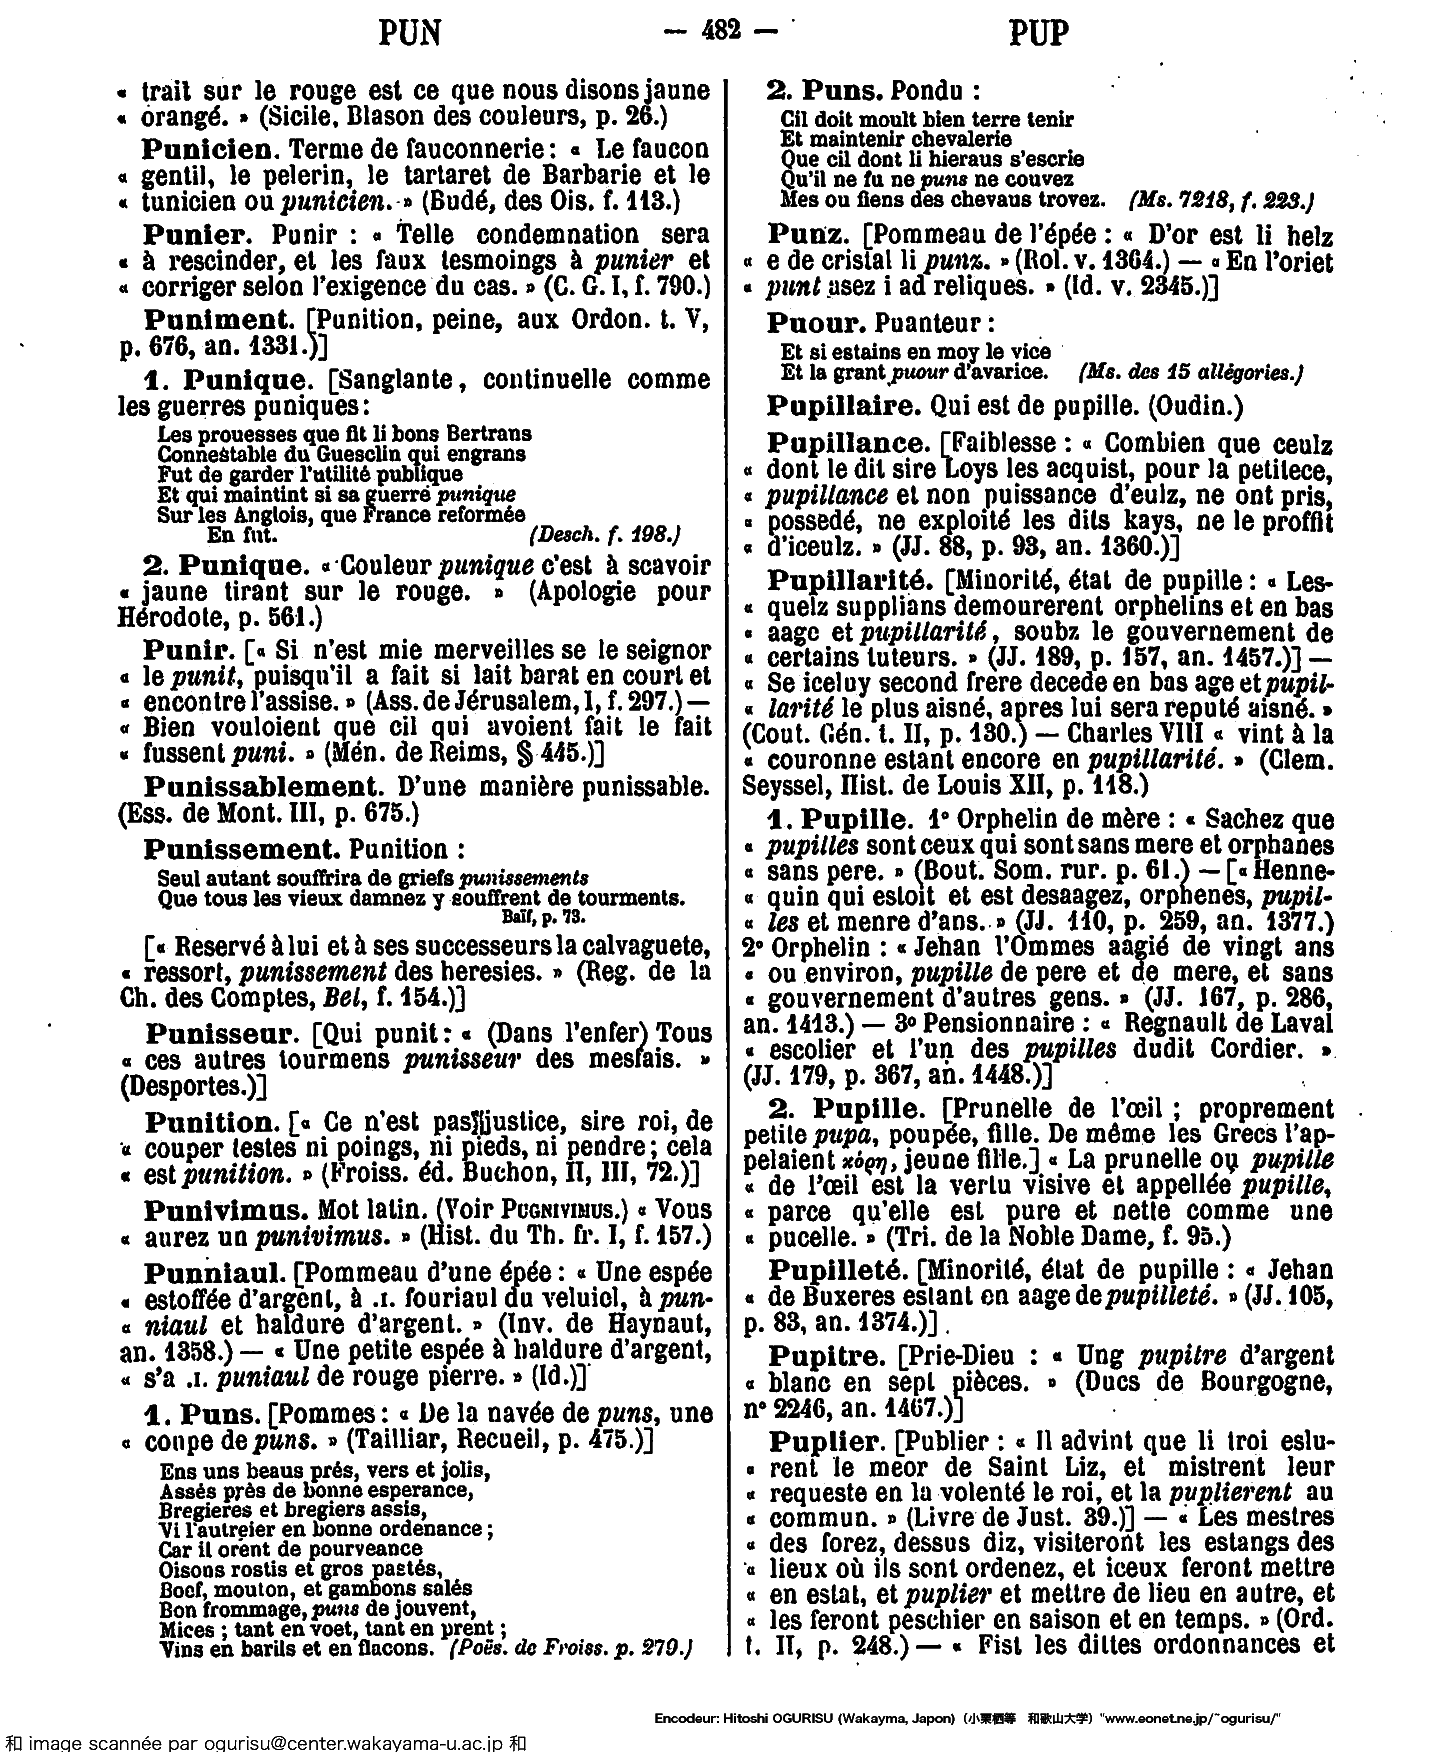 PUN — 482 — PUP
« trait sur le rouge est ce que nous disons jaune
« orangé. » (Sicile, Blason des couleurs, p. 26.)
Punicien. Terme de fauconnerie : « Le faucon
« gentil, le pelerin, le tartaret de Barbarie et le
« tunicien ou punicien. » (Budé, des Ois. f. 113.)
Punier. Punir : « Telle condemnation sera
« à rescinder, et les faux tesmoings à punier et
« corriger selon l'exigence du cas. » (C. G. I, f. 790.)
Puniment. [Punition, peine, aux Ordon. t. V,
p. 676, an. 1331.)]
1. Punique. [Sanglante, continuelle comme
les guerres puniques :
Les prouesses que fit li bons Bertrans
Connestable du Guesclin qui engrans
Fut de garder l'utilité publique
Et qui maintint si sa guerre punique
Sur les Anglois, que France reformée
En fut. (Desch. f. 198.)
2. Punique. « Couleur punique c'est à scavoir
« jaune tirant sur le rouge. » (Apologie pour
Hérodote, p. 561.)
Punir. [« Si n'est mie merveilles se le seignor
« le punit, puisqu'il a fait si lait barat en court et
« encontre l'assise. » (Ass. de Jérusalem, I, f. 297.) —
« Bien vouloient que cil qui avoient fait le fait
« fussent puni. » (Mén. de Reims, § 445.)]
Punissablement. D'une manière punissable.
(Ess. de Mont. III, p. 675.)
Punissement. Punition :
Seul autant souffrira de griefs punissements
Que tous les vieux damnez y souffrent de tourments.
Baïf, p. 73.
[« Reservé à lui et à ses successeurs la calvaguete,
« ressort, punissement des heresies. » (Reg. de la
Ch. des Comptes, Bel, f. 154.)]
Punisseur. [Qui punit : « (Dans l'enfer) Tous
« ces autres tourmens punisseur des mesfais. »
(Desportes.)]
Punition. [« Ce n'est pas justice, sire roi, de
« couper testes ni poings, ni pieds, ni pendre ; cela
« est punition. » (Froiss. éd. Buchon, II, III, 72.)]
Punivimus. Mot latin. (Voir PUGNIVIMUS.) « Vous
« aurez un punivimus. » (Hist. du Th. fr. I, f. 157.)
Punniaul. [Pommeau d'une épée : « Une espée
« estoffée d'argent, à .I. fouriaul du veluiel, à pun-
« niaul et haldure d'argent. » (Inv. de Haynaut,
an. 1358.) — « Une petite espée à haldure d'argent,
« s'a .I. puniaul de rouge pierre. » (Id.)]
1. Puns. [Pommes : « De la navée de puns, une
« coupe de puns. » (Tailliar, Recueil, p. 475.)]
Ens uns beaus prés, vers et jolis,
Assés près de bonne esperance,
Bregieres et bregiers assis,
Vi l'autreier en bonne ordenance ;
Car il orent de pourveance
Oisons rostis et gros pastés,
Boef, mouton, et gambons salés
Bon frommage, puns de jouvent,
Mices ; tant en voet, tant en prent ;
Vins en barils et en flacons. (Poës. de Froiss. p. 279.)
2. Puns. Pondu :
Cil doit moult bien terre tenir
Et maintenir chevalerie
Que cil dont li hieraus s'escrie
Qu'il ne fu ne puns ne couvez
Mes ou fiens des chevaus trovez. (Ms. 7218, f. 223.)
Punz. [Pommeau de l'épée : « D'or est li helz
« e de cristal li punz. » (Rol. v. 1364.) — « En l'oriet
« punt asez i ad reliques. » (Id. v. 2345.)]
Puour. Puanteur :
Et si estains en moy le vice
Et la grant puour d'avarice. (Ms. des 15 allégories.)
Pupillaire. Qui est de pupille. (Oudin.)
Pupillance. [Faiblesse : « Combien que ceulz
« dont le dit sire Loys les acquist, pour la petitece,
« pupillance et non puissance d'eulz, ne ont pris,
« possedé, ne exploité les dits kays, ne le proffit
« d'iceulz. » (JJ. 88, p. 93, an. 1360.)]
Pupillarité. [Minorité, état de pupille : « Les-
« quelz supplians demourerent orphelins et en bas
« aage et pupillarité, soubz le gouvernement de
« certains tuteurs. » (JJ. 189, p. 157, an. 1457.)] —
« Se iceluy second frere decede en bas age et pupil-
« larité le plus aisné, apres lui sera reputé aisné. »
(Cout. Gén. t. II, p. 130.) — Charles VIII « vint à la
« couronne estant encore en pupillarité. » (Clem.
Seyssel, Hist. de Louis XII, p. 118.)
1. Pupille. 1° Orphelin de mère : « Sachez que
« pupilles sont ceux qui sont sans mere et orphanes
« sans pere. » (Bout. Som. rur. p. 61.) — [« Henne-
« quin qui estoit et est desaagez, orphenes, pupil-
« les et menre d'ans. » (JJ. 110, p. 259, an. 1377.)
2° Orphelin : « Jehan l'Ommes aagié de vingt ans
« ou environ, pupille de pere et de mere, et sans
« gouvernement d'autres gens. » (JJ. 167, p. 286,
an. 1413.) — 3° Pensionnaire : « Regnault de Laval
« escolier et l'un des pupilles dudit Cordier. »
(JJ. 179, p. 367, an. 1448.)]
2. Pupille. [Prunelle de l'œil ; proprement
petite pupa, poupée, fille. De même les Grecs l'ap-
pelaient κόρη, jeune fille.] « La prunelle ou pupille
« de l'œil est la vertu visive et appellée pupille,
« parce qu'elle est pure et nette comme une
« pucelle. » (Tri. de la Noble Dame, f. 95.)
Pupilleté. [Minorité, état de pupille : « Jehan
« de Buxeres estant en aage de pupilleté. » (JJ. 105,
p. 83, an. 1374.)].
Pupitre. [Prie-Dieu : « Ung pupitre d'argent
« blanc en sept pièces. » (Ducs de Bourgogne,
n° 2246, an. 1467.)]
Puplier. [Publier : « Il advint que li troi eslu-
« rent le meor de Saint Liz, et mistrent leur
« requeste en la volenté le roi, et la puplierent au
« commun. » (Livre de Just. 39.)] — « Les mestres
« des forez, dessus diz, visiteront les estangs des
« lieux où ils sont ordenez, et iceux feront mettre
« en estat, et puplier et mettre de lieu en autre, et
« les feront peschier en saison et en temps. » (Ord.
t. II, p. 248.) — « Fist les dittes ordonnances et
Encodeur: Hitoshi OGURISU (Wakayma, Japon) (小栗栖等 和歌山大学) "www.eonet.ne.jp/~ogurisu/"
和 image scannée par ogurisu@center.wakayama-u.ac.jp 和